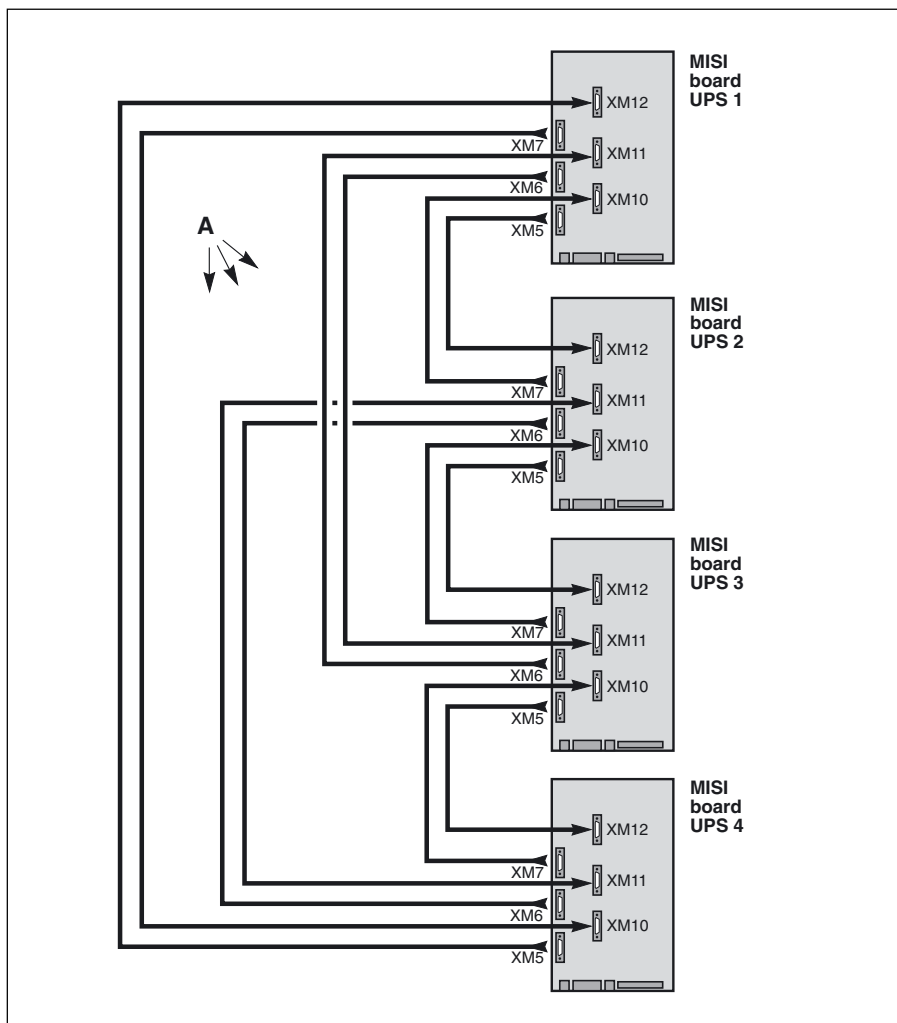 MISI
board
UPS 1
XM12
XM7
XM11
XM6
XM10
XM5
A
MISI
board
UPS 2
XM12
XM7
XM11
XM6
XM10
XM5
MISI
board
UPS 3
XM12
XM7
XM11
XM6
XM10
XM5
MISI
board
UPS 4
XM12
XM7
XM11
XM6
XM10
XM5